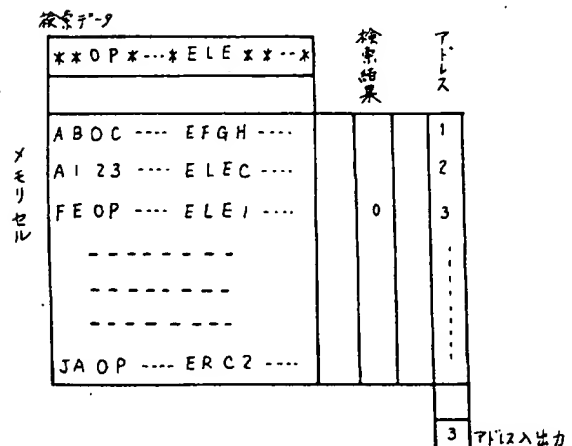 検索データ
**OP*---*ELE**--*
検索結果
アドレス
メモリセル
ABOC ---- EFGH ---- 1
A123 ---- ELEC ---- 2
FEOP ---- ELE1 ---- 0 3
--------
--------
--------
JAOP ---- ERC2 ----
3 アドレス入出力